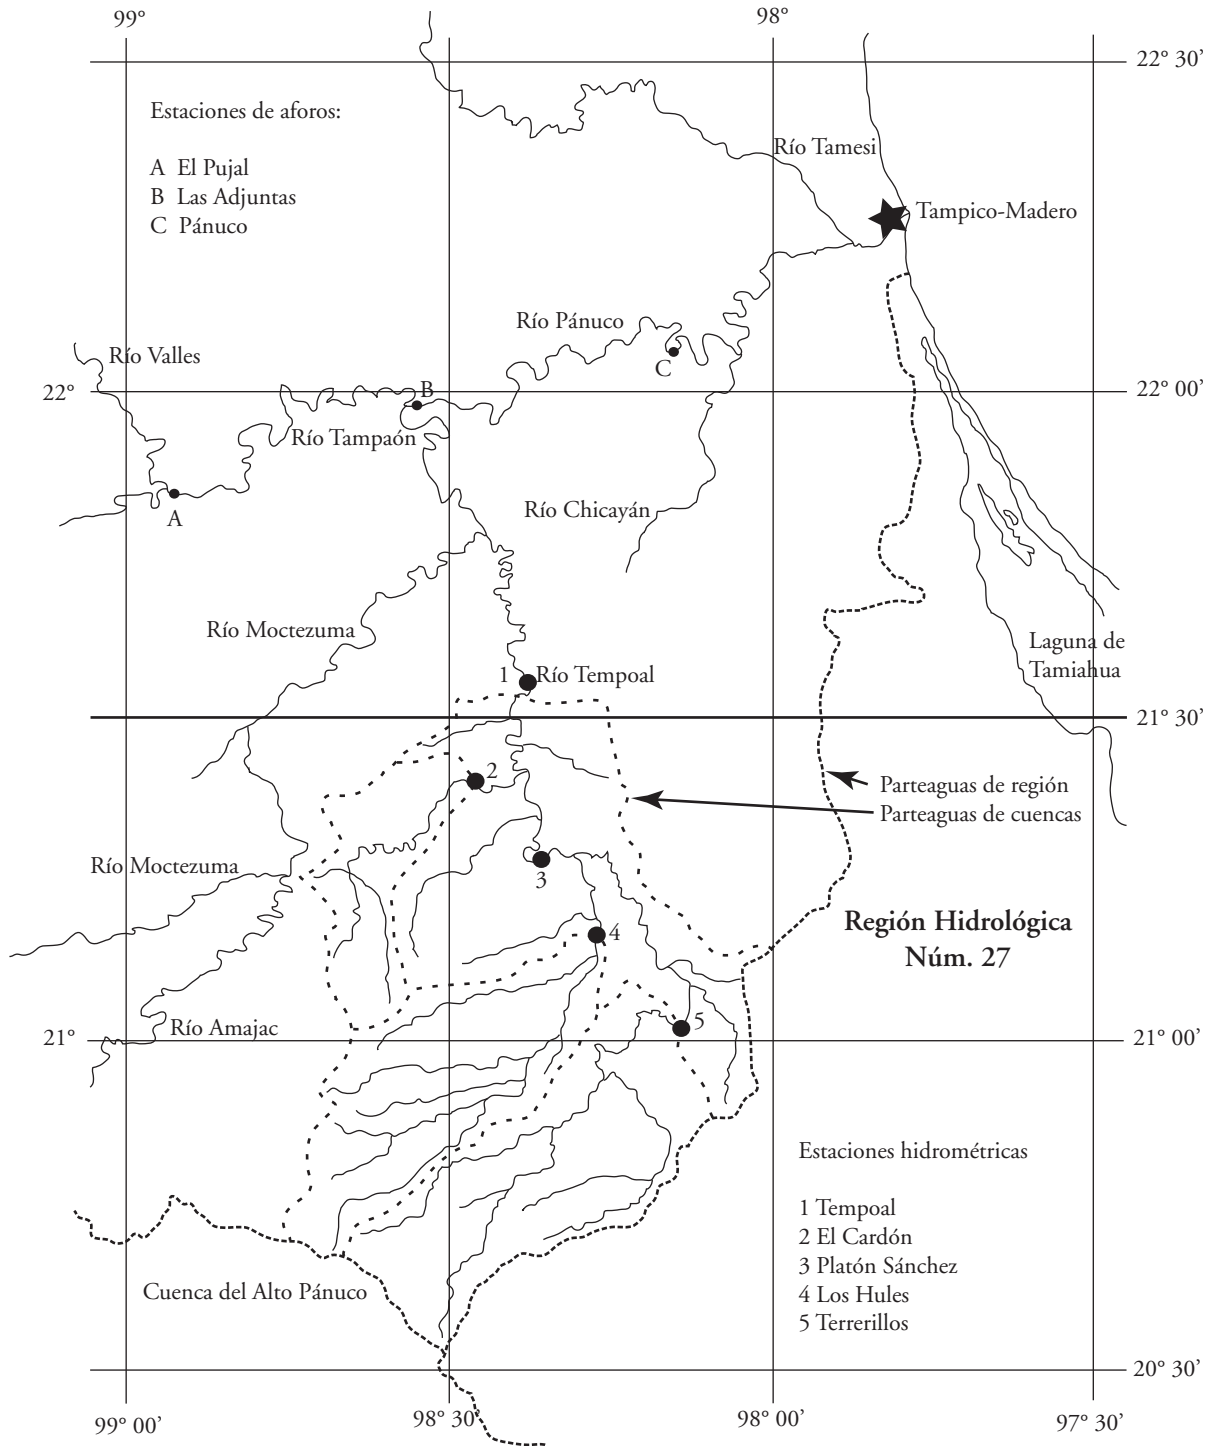 99°
98°
22° 30'
Estaciones de aforos:
A El Pujal
B Las Adjuntas
C Pánuco
Río Tamesi
Tampico-Madero
Río Pánuco
Río Valles
C
B
22°
22° 00'
Río Tampaón
A
Río Chicayán
Río Moctezuma
1
Río Tempoal
Laguna de
Tamiahua
21° 30'
2
Parteaguas de región
Parteaguas de cuencas
Río Moctezuma
3
Región Hidrológica
Núm. 27
4
Río Amajac
5
21°
21° 00'
Estaciones hidrométricas
1 Tempoal
2 El Cardón
3 Platón Sánchez
4 Los Hules
5 Terrerillos
Cuenca del Alto Pánuco
20° 30'
99° 00'
98° 30'
98° 00'
97° 30'